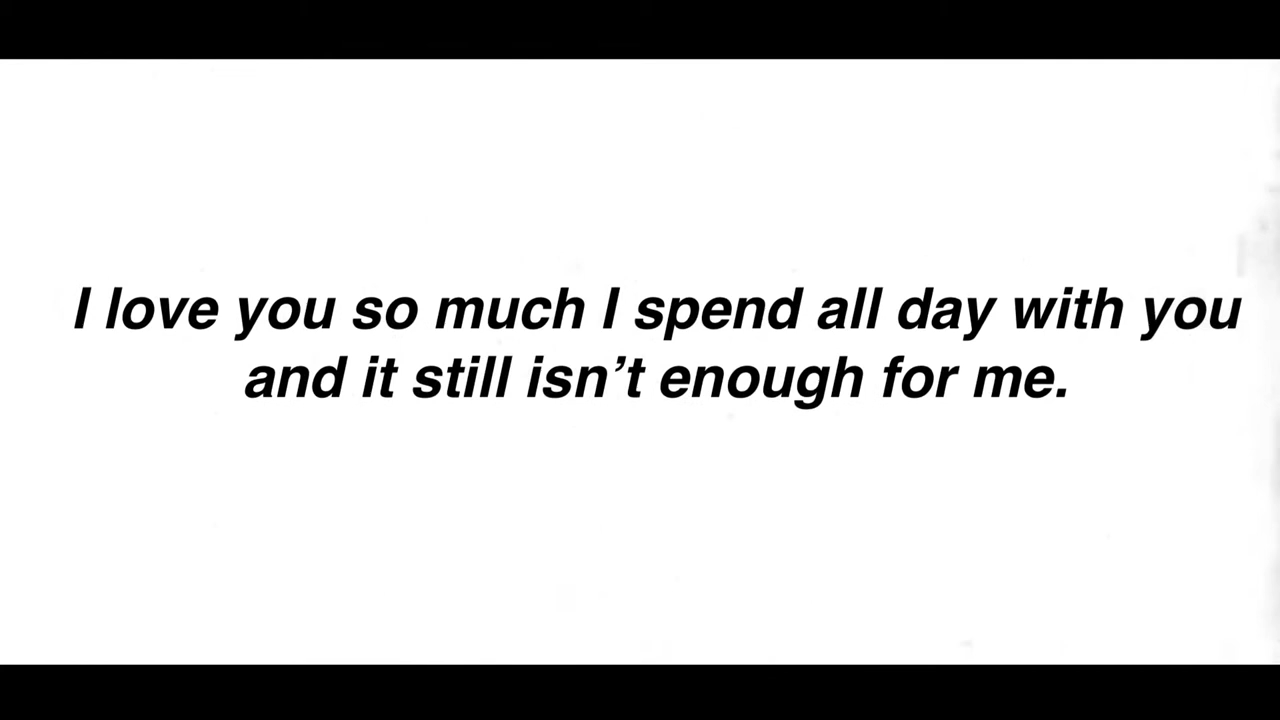 I love you so much I spend all day with you
and it still isn’t enough for me.